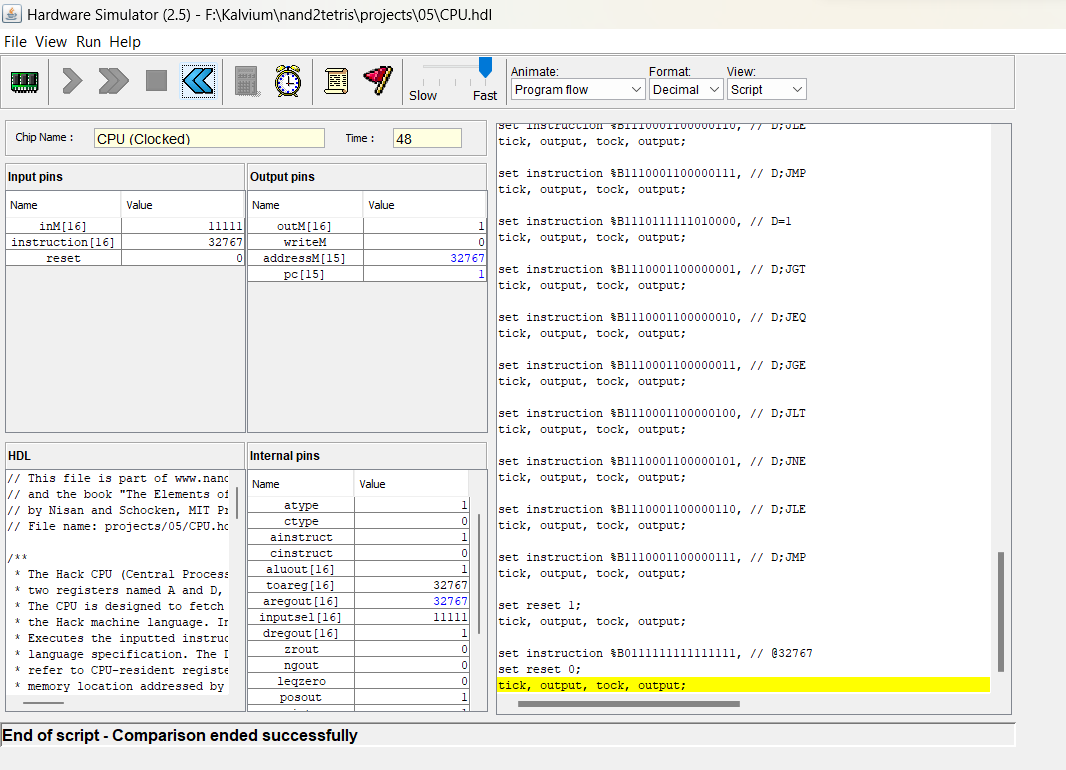 Hardware Simulator (2.5) - F:\Kalvium\nand2tetris\projects\05\CPU.hdl
File View Run Help
Slow Fast
Animate: Format: View:
Program flow Decimal Script
Chip Name : CPU (Clocked) Time : 48
Input pins
Name Value
inM[16] 11111
instruction[16] 32767
reset 0
Output pins
Name Value
outM[16] 1
writeM 0
addressM[15] 32767
pc[15] 1
HDL
// This file is part of www.nand
// and the book "The Elements of
// by Nisan and Schocken, MIT Pr
// File name: projects/05/CPU.hd
/**
* The Hack CPU (Central Process
* two registers named A and D,
* The CPU is designed to fetch
* the Hack machine language. In
* Executes the inputted instruc
* language specification. The D
* refer to CPU-resident registe
* memory location addressed by
Internal pins
Name Value
atype 1
ctype 0
ainstruct 1
cinstruct 0
aluout[16] 1
toareg[16] 32767
aregout[16] 32767
inputsel[16] 11111
dregout[16] 1
zrout 0
ngout 0
leqzero 0
posout 1
set instruction %B1110001100000110, // D;JLE
tick, output, tock, output;
set instruction %B1110001100000111, // D;JMP
tick, output, tock, output;
set instruction %B1110111111010000, // D=1
tick, output, tock, output;
set instruction %B1110001100000001, // D;JGT
tick, output, tock, output;
set instruction %B1110001100000010, // D;JEQ
tick, output, tock, output;
set instruction %B1110001100000011, // D;JGE
tick, output, tock, output;
set instruction %B1110001100000100, // D;JLT
tick, output, tock, output;
set instruction %B1110001100000101, // D;JNE
tick, output, tock, output;
set instruction %B1110001100000110, // D;JLE
tick, output, tock, output;
set instruction %B1110001100000111, // D;JMP
tick, output, tock, output;
set reset 1;
tick, output, tock, output;
set instruction %B0111111111111111, // @32767
set reset 0;
tick, output, tock, output;
End of script - Comparison ended successfully